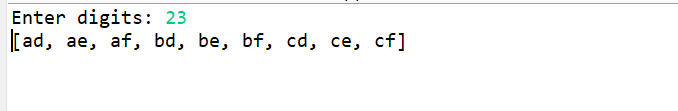 Enter digits: 23
[ad, ae, af, bd, be, bf, cd, ce, cf]